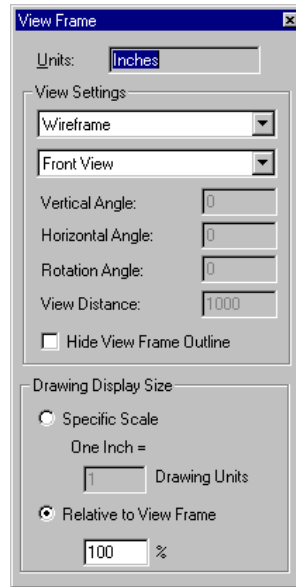 View Frame
Units: Inches
View Settings
Wireframe
Front View
Vertical Angle: 0
Horizontal Angle: 0
Rotation Angle: 0
View Distance: 1000
Hide View Frame Outline
Drawing Display Size
Specific Scale
One Inch =
1 Drawing Units
Relative to View Frame
100 %